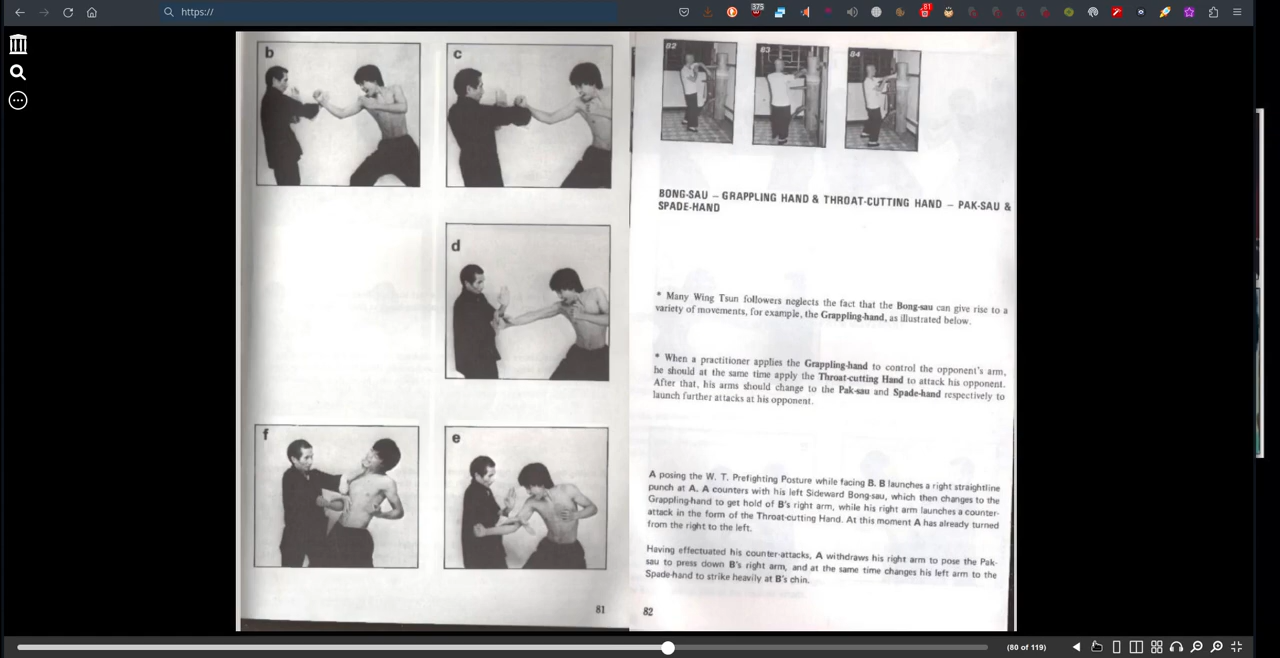 https://
375
81
b
c
d
f
e
81
82
83
84
BONG-SAU – GRAPPLING HAND & THROAT-CUTTING HAND – PAK-SAU &
SPADE-HAND
* Many Wing Tsun followers neglects the fact that the Bong-sau can give rise to a
variety of movements, for example, the Grappling-hand, as illustrated below.
* When a practitioner applies the Grappling-hand to control the opponent's arm,
he should at the same time apply the Throat-cutting Hand to attack his opponent.
After that, his arms should change to the Pak-sau and Spade-hand respectively to
launch further attacks at his opponent.
A posing the W. T. Prefighting Posture while facing B. B launches a right straightline
punch at A. A counters with his left Sideward Bong-sau, which then changes to the
Grappling-hand to get hold of B's right arm, while his right arm launches a counter-
attack in the form of the Throat-cutting Hand. At this moment A has already turned
from the right to the left.
Having effectuated his counter-attacks, A withdraws his right arm to pose the Pak-
sau to press down B's right arm, and at the same time changes his left arm to the
Spade-hand to strike heavily at B's chin.
82
(80 of 119)